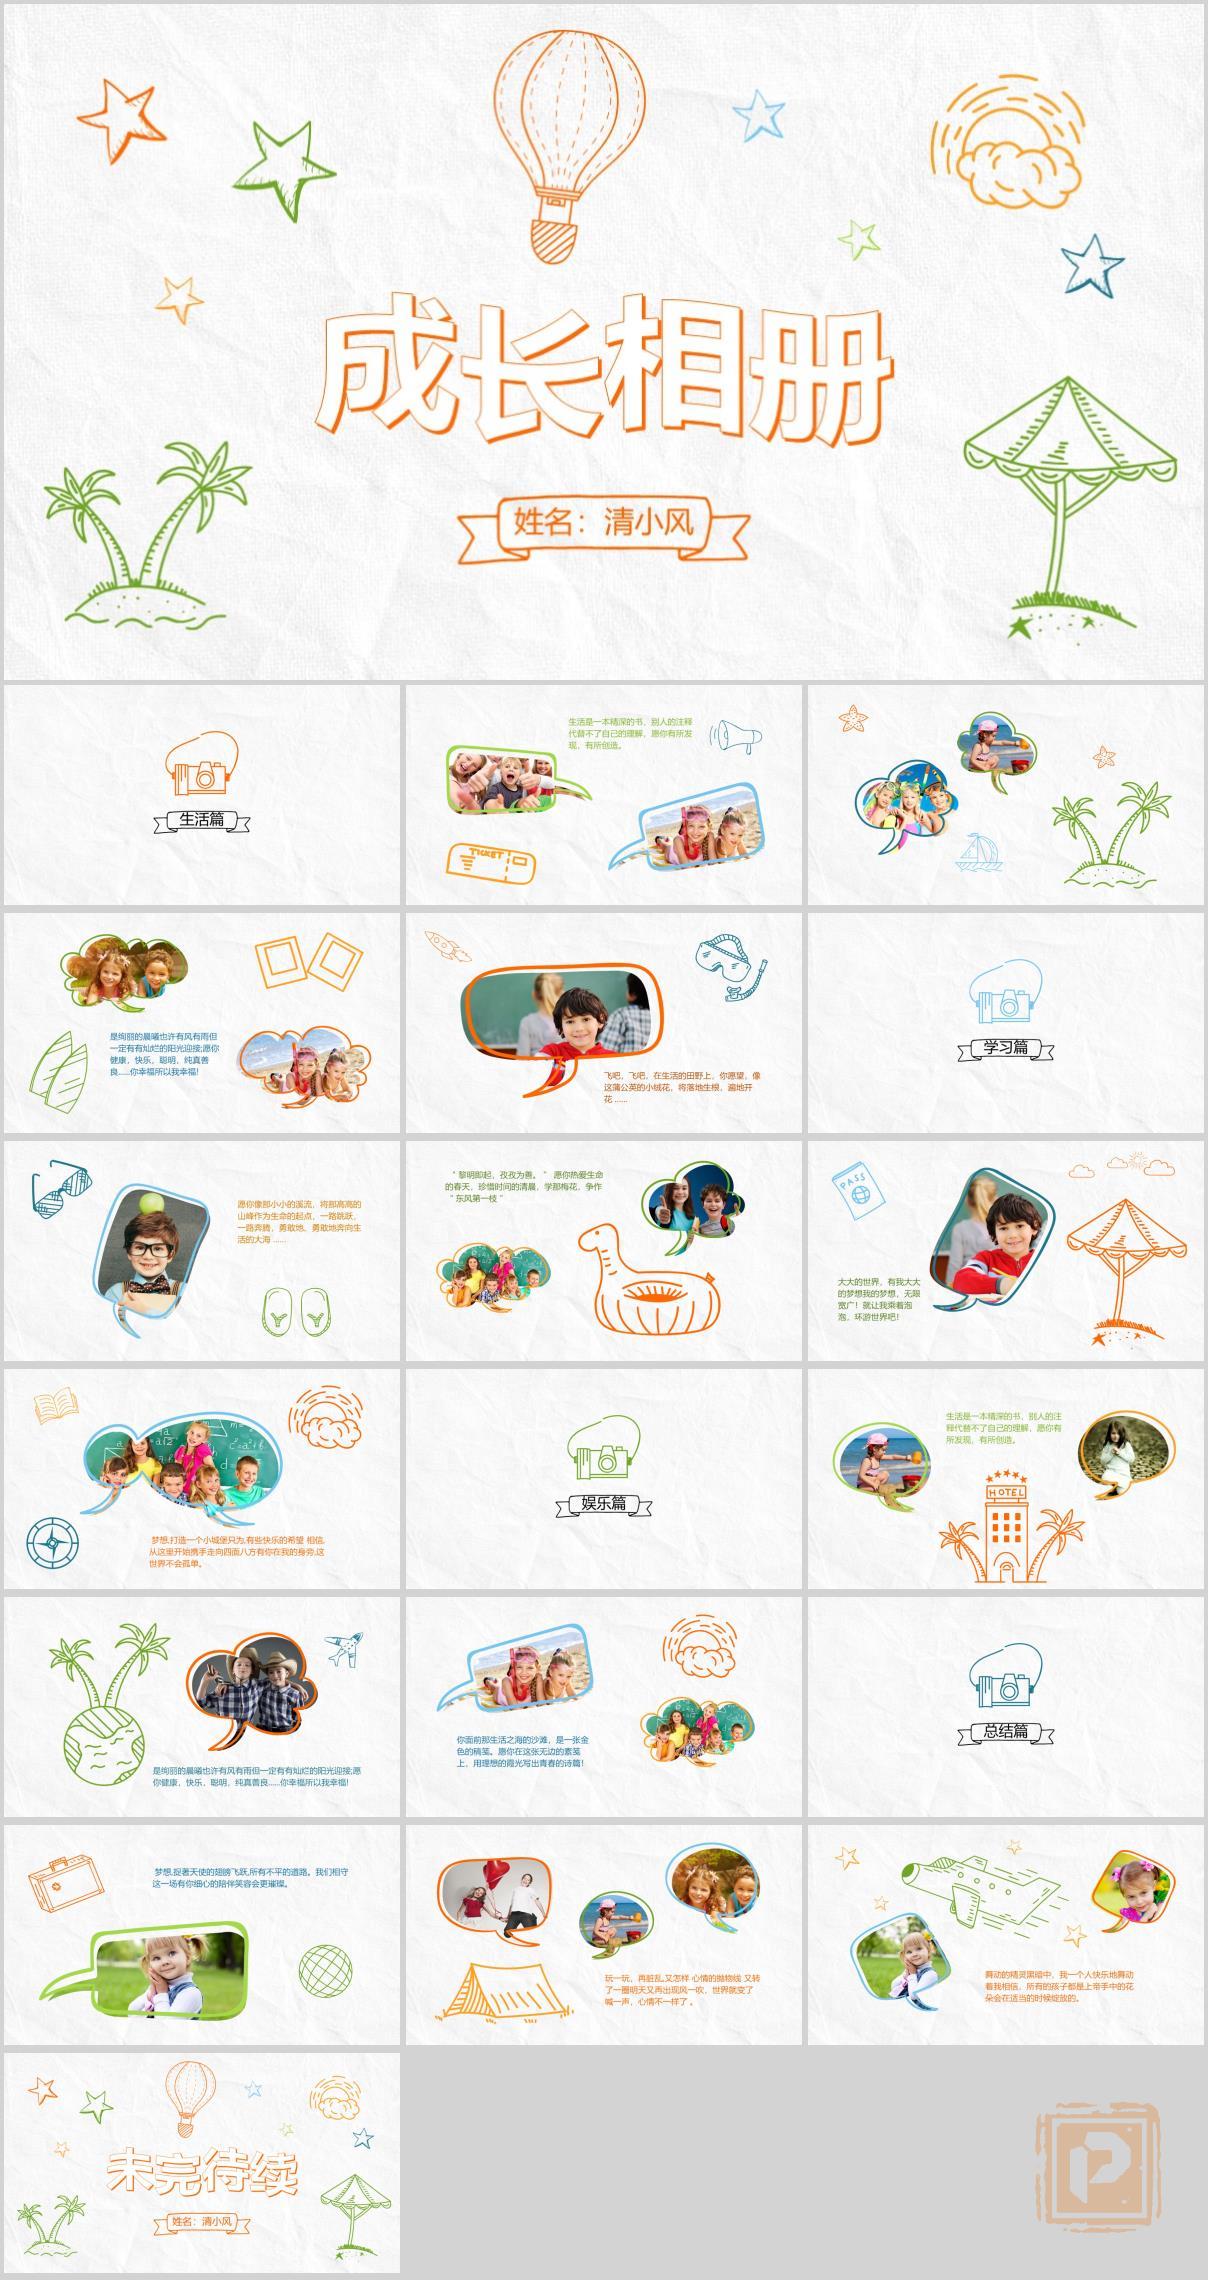 成长相册
姓名：清小风
生活篇
生活是一本精深的书，别人的注释
代替不了自己的理解，愿你有所发
现，有所创造。
TICKET
是绚丽的晨曦也许有风有雨但
一定有有灿烂的阳光迎接;愿你
健康，快乐，聪明，纯真善
良......你幸福所以我幸福!
飞吧，飞吧，在生活的田野上，你愿望，像
这蒲公英的小绒花，将落地生根，遍地开
花 ......
学习篇
愿你像那小小的溪流，将那高高的
山峰作为生命的起点，一路跳跃，
一路奔腾，勇敢地、勇敢地奔向生
活的大海 ......
＂黎明即起，孜孜为善。＂ 愿你热爱生命
的春天，珍惜时间的清晨，学那梅花，争作
＂东风第一枝＂
PASS
大大的世界，有我大大
的梦想我的梦想，无限
宽广！就让我乘着泡
泡，环游世界吧！
梦想,打造一个小城堡只为,有些快乐的希望 相信,
从这里开始携手走向四面八方有你在我的身旁,这
世界不会孤单。
娱乐篇
生活是一本精深的书，别人的注
释代替不了自己的理解，愿你有
所发现，有所创造。
HOTEL
是绚丽的晨曦也许有风有雨但一定有有灿烂的阳光迎接;愿
你健康，快乐，聪明，纯真善良......你幸福所以我幸福!
你面前那生活之海的沙滩，是一张金
色的稿笺。愿你在这张无边的素笺
上，用理想的霞光写出青春的诗篇！
总结篇
梦想,捉著天使的翅膀飞跃,所有不平的道路。我们相守
这一场有你细心的陪伴笑容会更璀璨。
玩一玩，再脏乱,又怎样 心情的抛物线 又转
了一圈明天又再出现风一吹，世界就变了
喊一声，心情不一样了 。
舞动的精灵黑暗中，我一个人快乐地舞动
着我相信，所有的孩子都是上帝手中的花
朵会在适当的时候绽放的。
未完待续
姓名：清小风